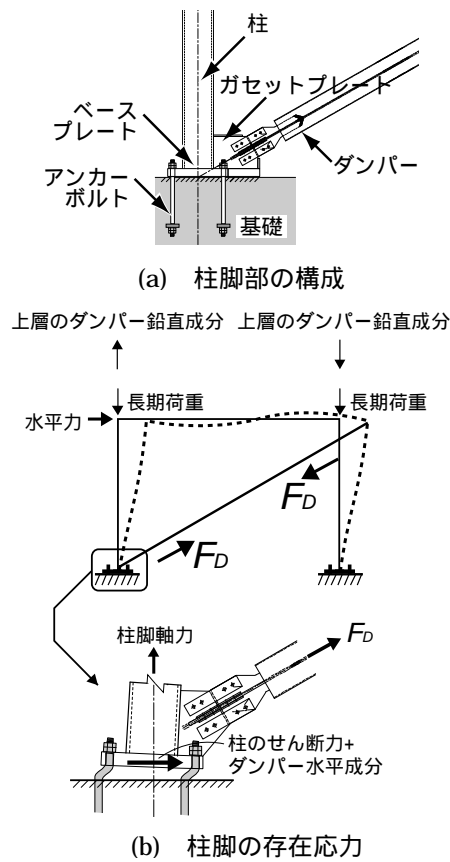 柱
ガセットプレート
ベース
プレート
ダンパー
アンカー
ボルト
基礎
(a) 柱脚部の構成
上層のダンパー鉛直成分 上層のダンパー鉛直成分
長期荷重 長期荷重
水平力
FD
FD
柱脚軸力
FD
柱のせん断力+
ダンパー水平成分
(b) 柱脚の存在応力